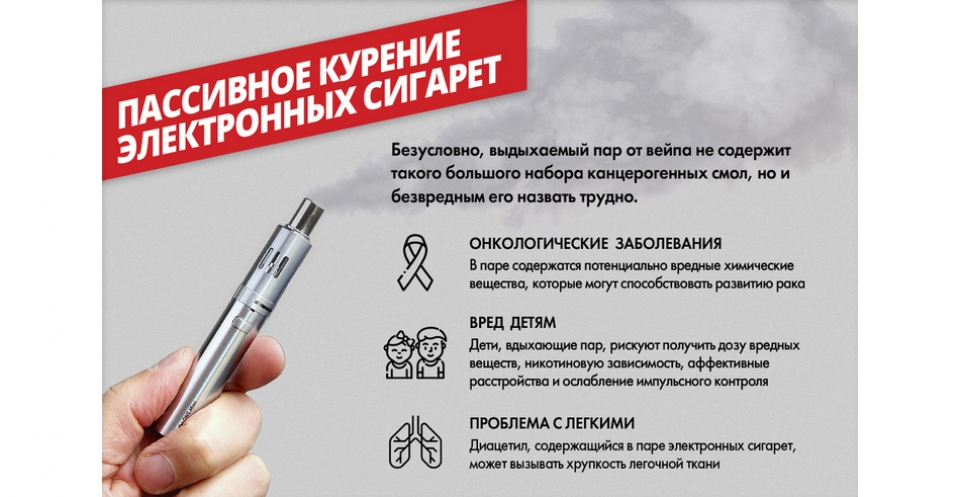 ПАССИВНОЕ КУРЕНИЕ
ЭЛЕКТРОННЫХ СИГАРЕТ
Безусловно, выдыхаемый пар от вейпа не содержит
такого большого набора канцерогенных смол, но и
безвредным его назвать трудно.
ОНКОЛОГИЧЕСКИЕ ЗАБОЛЕВАНИЯ
В паре содержатся потенциально вредные химические
вещества, которые могут способствовать развитию рака
ВРЕД ДЕТЯМ
Дети, вдыхающие пар, рискуют получить дозу вредных
веществ, никотиновую зависимость, аффективные
расстройства и ослабление импульсного контроля
ПРОБЛЕМА С ЛЕГКИМИ
Диацетил, содержащийся в паре электронных сигарет,
может вызывать хрупкость легочной ткани